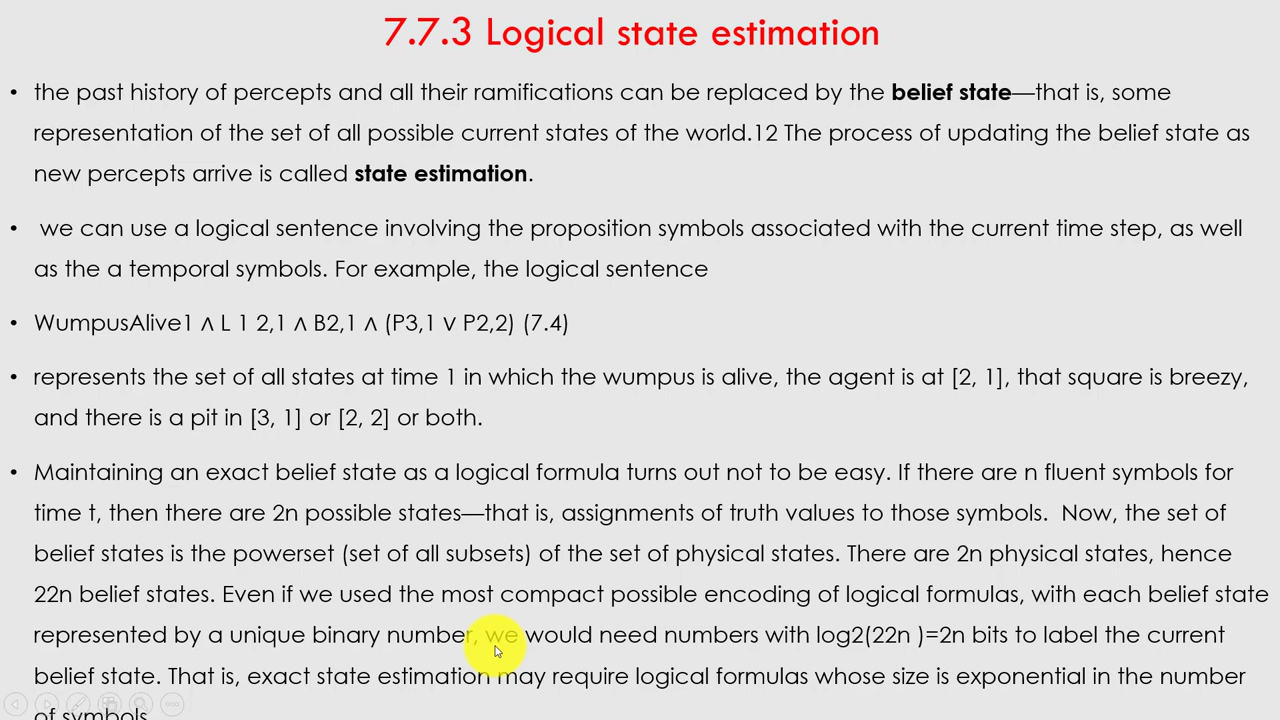 7.7.3 Logical state estimation
• the past history of percepts and all their ramifications can be replaced by the belief state—that is, some
representation of the set of all possible current states of the world.12 The process of updating the belief state as
new percepts arrive is called state estimation.
• we can use a logical sentence involving the proposition symbols associated with the current time step, as well
as the a temporal symbols. For example, the logical sentence
• WumpusAlive1 ∧ L 1 2,1 ∧ B2,1 ∧ (P3,1 ∨ P2,2) (7.4)
• represents the set of all states at time 1 in which the wumpus is alive, the agent is at [2, 1], that square is breezy,
and there is a pit in [3, 1] or [2, 2] or both.
• Maintaining an exact belief state as a logical formula turns out not to be easy. If there are n fluent symbols for
time t, then there are 2n possible states—that is, assignments of truth values to those symbols.  Now, the set of
belief states is the powerset (set of all subsets) of the set of physical states. There are 2n physical states, hence
22n belief states. Even if we used the most compact possible encoding of logical formulas, with each belief state
represented by a unique binary number, we would need numbers with log2(22n )=2n bits to label the current
belief state. That is, exact state estimation may require logical formulas whose size is exponential in the number
of symbols.